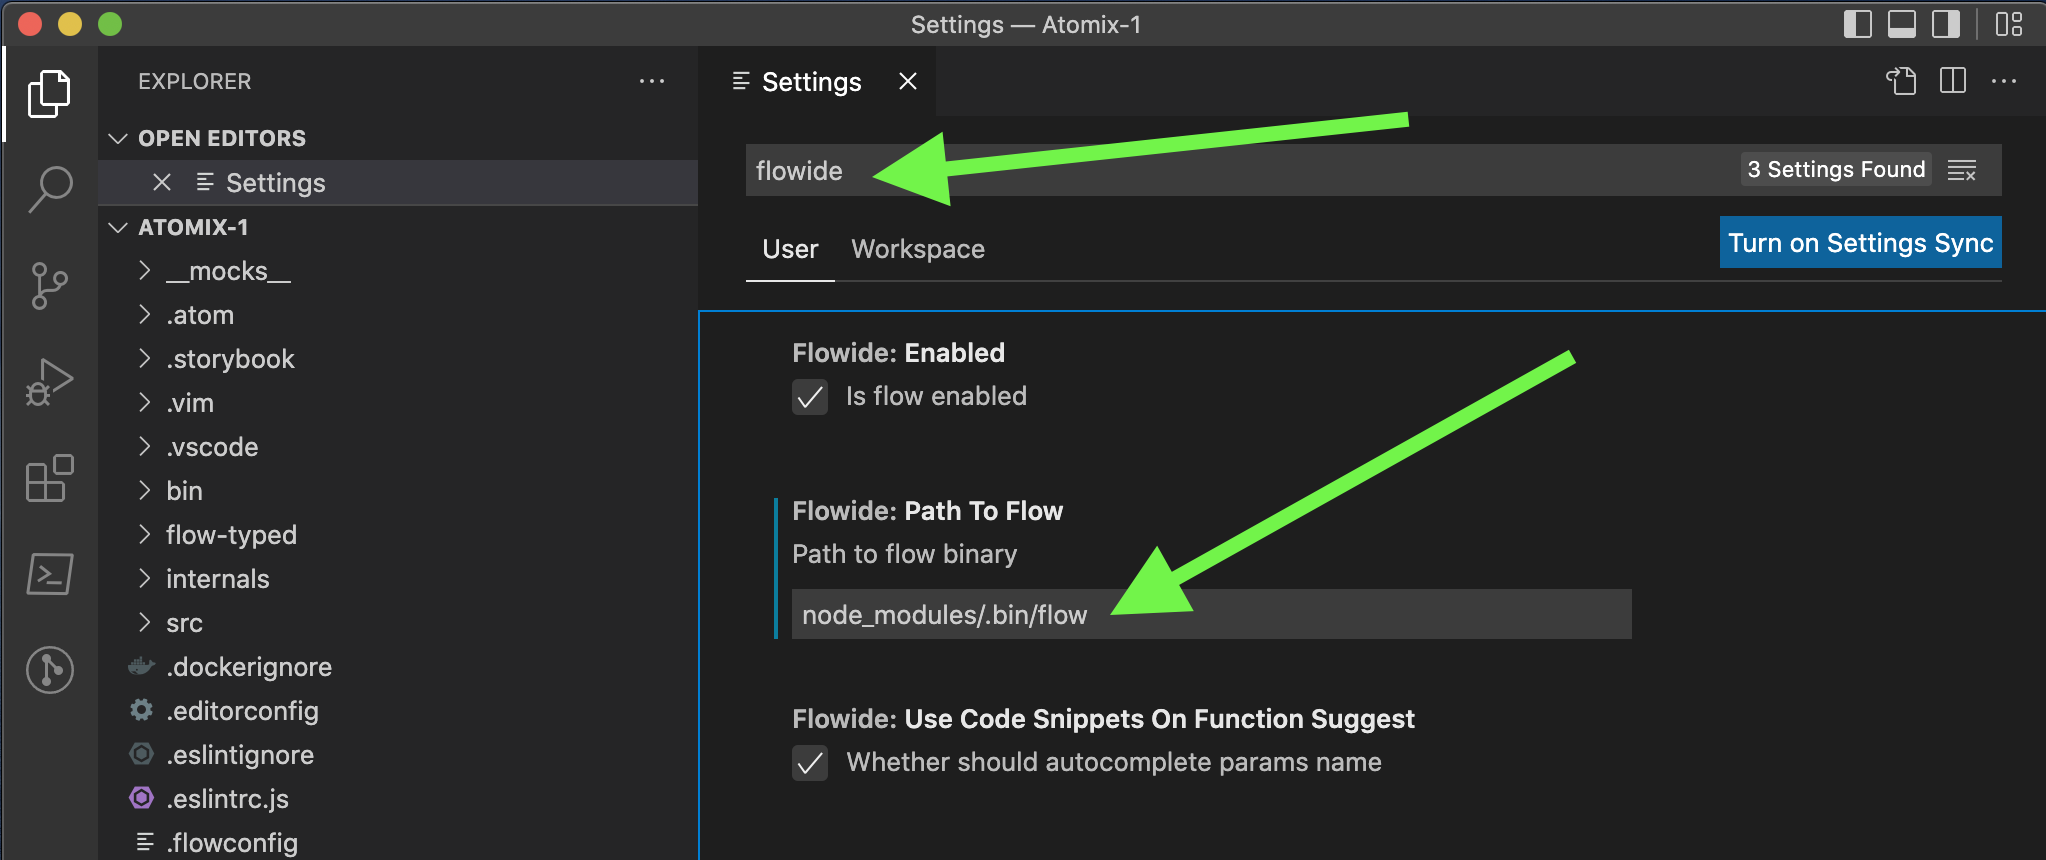 Settings — Atomix-1
EXPLORER
OPEN EDITORS
Settings
ATOMIX-1
__mocks__
.atom
.storybook
.vim
.vscode
bin
flow-typed
internals
src
.dockerignore
.editorconfig
.eslintignore
.eslintrc.js
.flowconfig
Settings
flowide
3 Settings Found
User
Workspace
Turn on Settings Sync
Flowide: Enabled
Is flow enabled
Flowide: Path To Flow
Path to flow binary
node_modules/.bin/flow
Flowide: Use Code Snippets On Function Suggest
Whether should autocomplete params name